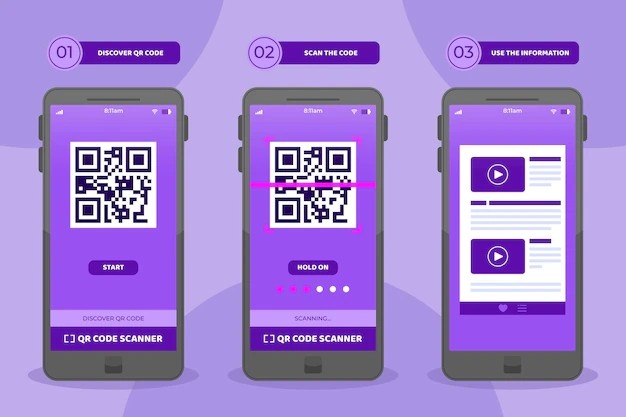 01 DISCOVER QR CODE
02 SCAN THE CODE
03 USE THE INFORMATION
8:11am
START
DISCOVER QR CODE
QR CODE SCANNER
8:11am
HOLD ON
SCANNING...
QR CODE SCANNER
8:11am